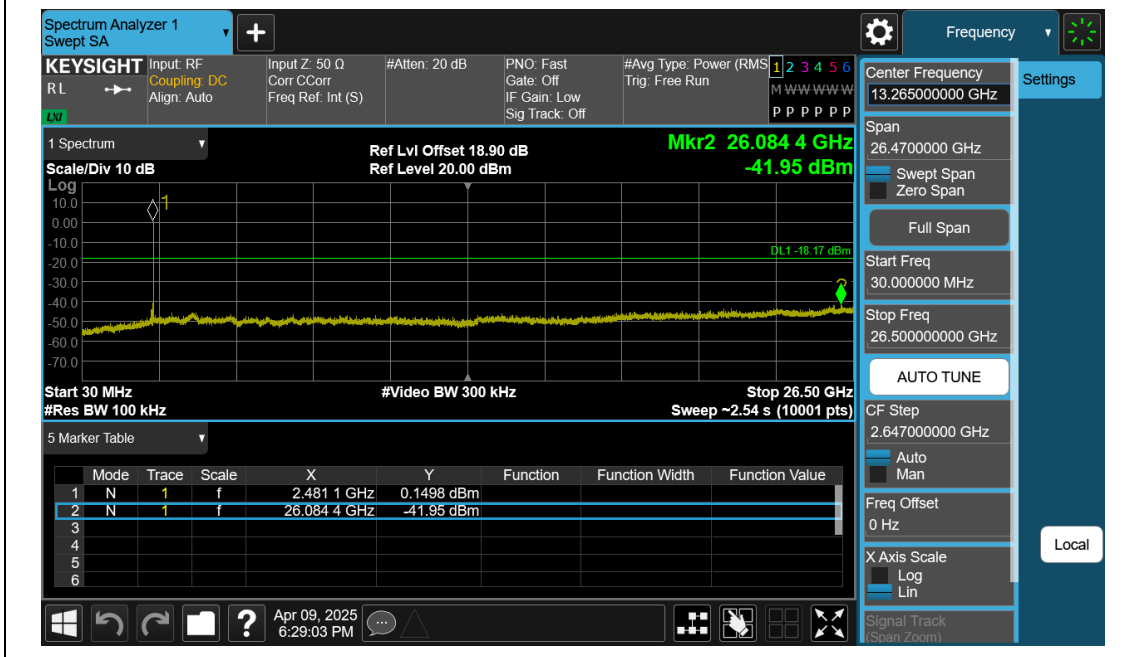 Spectrum Analyzer 1
Swept SA
+
Frequency
KEYSIGHT
RL
LXI
Input: RF
Coupling: DC
Align: Auto
Input Z: 50 Ω
Corr CCorr
Freq Ref: Int (S)
#Atten: 20 dB
PNO: Fast
Gate: Off
IF Gain: Low
Sig Track: Off
#Avg Type: Power (RMS
Trig: Free Run
1 2 3 4 5 6
M W W W W W
P P P P P P
1 Spectrum
Scale/Div 10 dB
Ref Lvl Offset 18.90 dB
Ref Level 20.00 dBm
Mkr2 26.084 4 GHz
-41.95 dBm
Log
10.0
0.00
-10.0
-20.0
-30.0
-40.0
-50.0
-60.0
-70.0
1
DL1 -18.17 dBm
2
Start 30 MHz
#Res BW 100 kHz
#Video BW 300 kHz
Stop 26.50 GHz
Sweep ~2.54 s (10001 pts)
5 Marker Table
Mode Trace Scale X Y Function Function Width Function Value
1 N 1 f 2.481 1 GHz 0.1498 dBm
2 N 1 f 26.084 4 GHz -41.95 dBm
3
4
5
6
Center Frequency
13.265000000 GHz
Span
26.4700000 GHz
Swept Span
Zero Span
Full Span
Start Freq
30.000000 MHz
Stop Freq
26.500000000 GHz
AUTO TUNE
CF Step
2.647000000 GHz
Auto
Man
Freq Offset
0 Hz
X Axis Scale
Log
Lin
Signal Track
(Span Zoom)
Settings
Local
?
Apr 09, 2025
6:29:03 PM